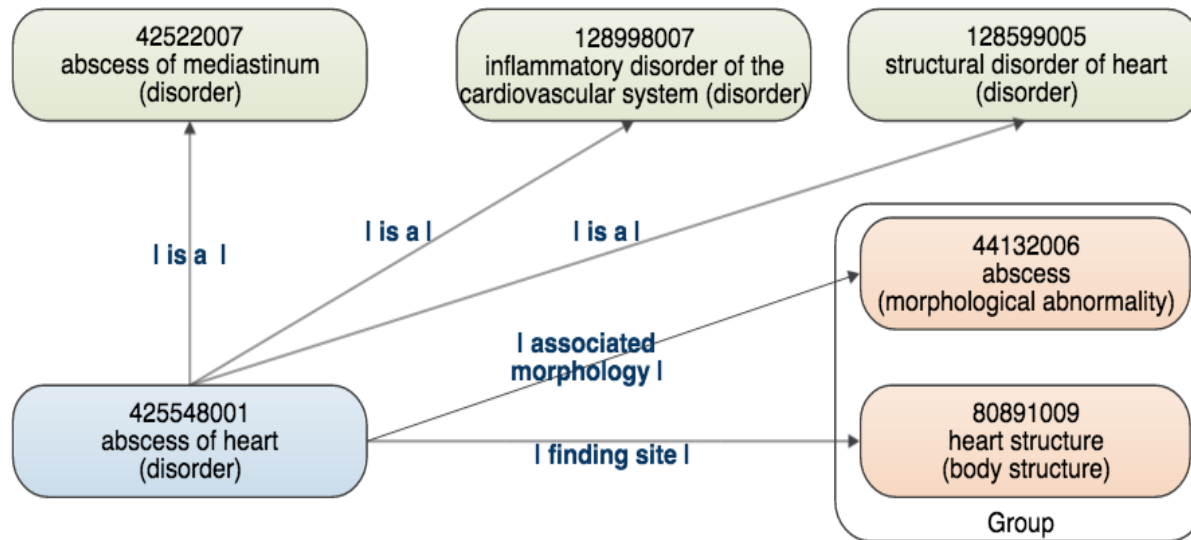 42522007
abscess of mediastinum
(disorder)
128998007
inflammatory disorder of the
cardiovascular system (disorder)
128599005
structural disorder of heart
(disorder)
| is a |
| is a |
| is a |
44132006
abscess
(morphological abnormality)
| associated
morphology |
425548001
abscess of heart
(disorder)
| finding site |
80891009
heart structure
(body structure)
Group